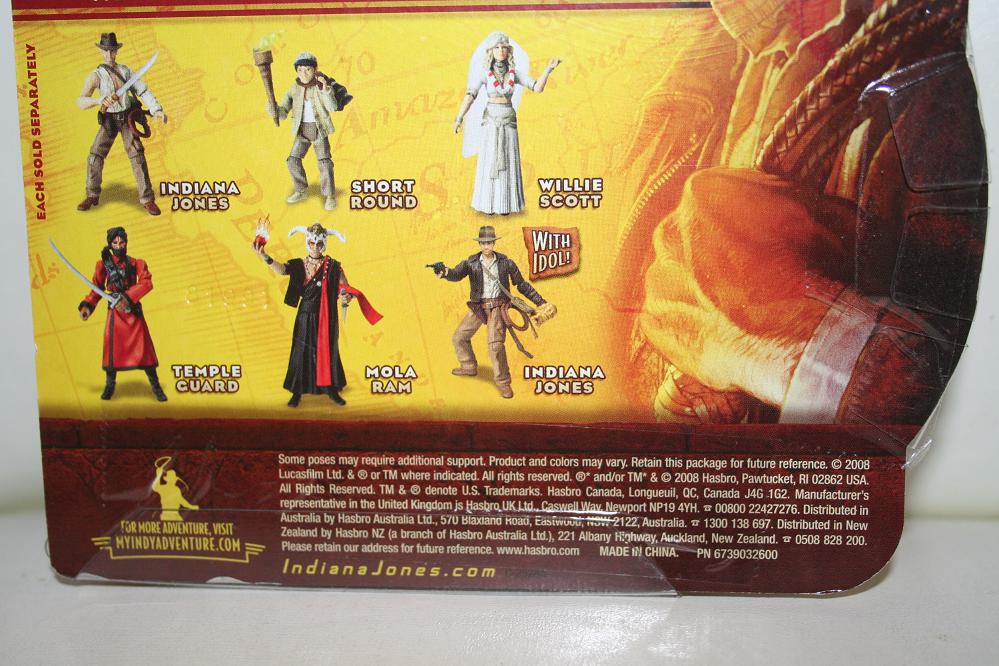 EACH SOLD SEPARATELY
INDIANA
JONES
SHORT
ROUND
WILLIE
SCOTT
TEMPLE
GUARD
MOLA
RAM
WITH
IDOL!
INDIANA
JONES
Some poses may require additional support. Product and colors may vary. Retain this package for future reference. © 2008
Lucasfilm Ltd. & ® or TM where indicated. All rights reserved. ®* and/or TM* & © 2008 Hasbro, Pawtucket, RI 02862 USA.
All Rights Reserved. TM & ® denote U.S. Trademarks. Hasbro Canada, Longueuil, QC, Canada J4G 1G2. Manufacturer's
representative in the United Kingdom is Hasbro UK Ltd., Caswell Way, Newport NP19 4YH. ☎ 00800 22427276. Distributed in
Australia by Hasbro Australia Ltd., 570 Blaxland Road, Eastwood NSW 2122, Australia. ☎ 1300 138 697. Distributed in New
Zealand by Hasbro NZ (a branch of Hasbro Australia Ltd.), 221 Albany Highway, Auckland, New Zealand. ☎ 0508 828 200.
Please retain our address for future reference. www.hasbro.com MADE IN CHINA. PN 6739032600
FOR MORE ADVENTURE, VISIT
MYINDYADVENTURE.COM
IndianaJones.com